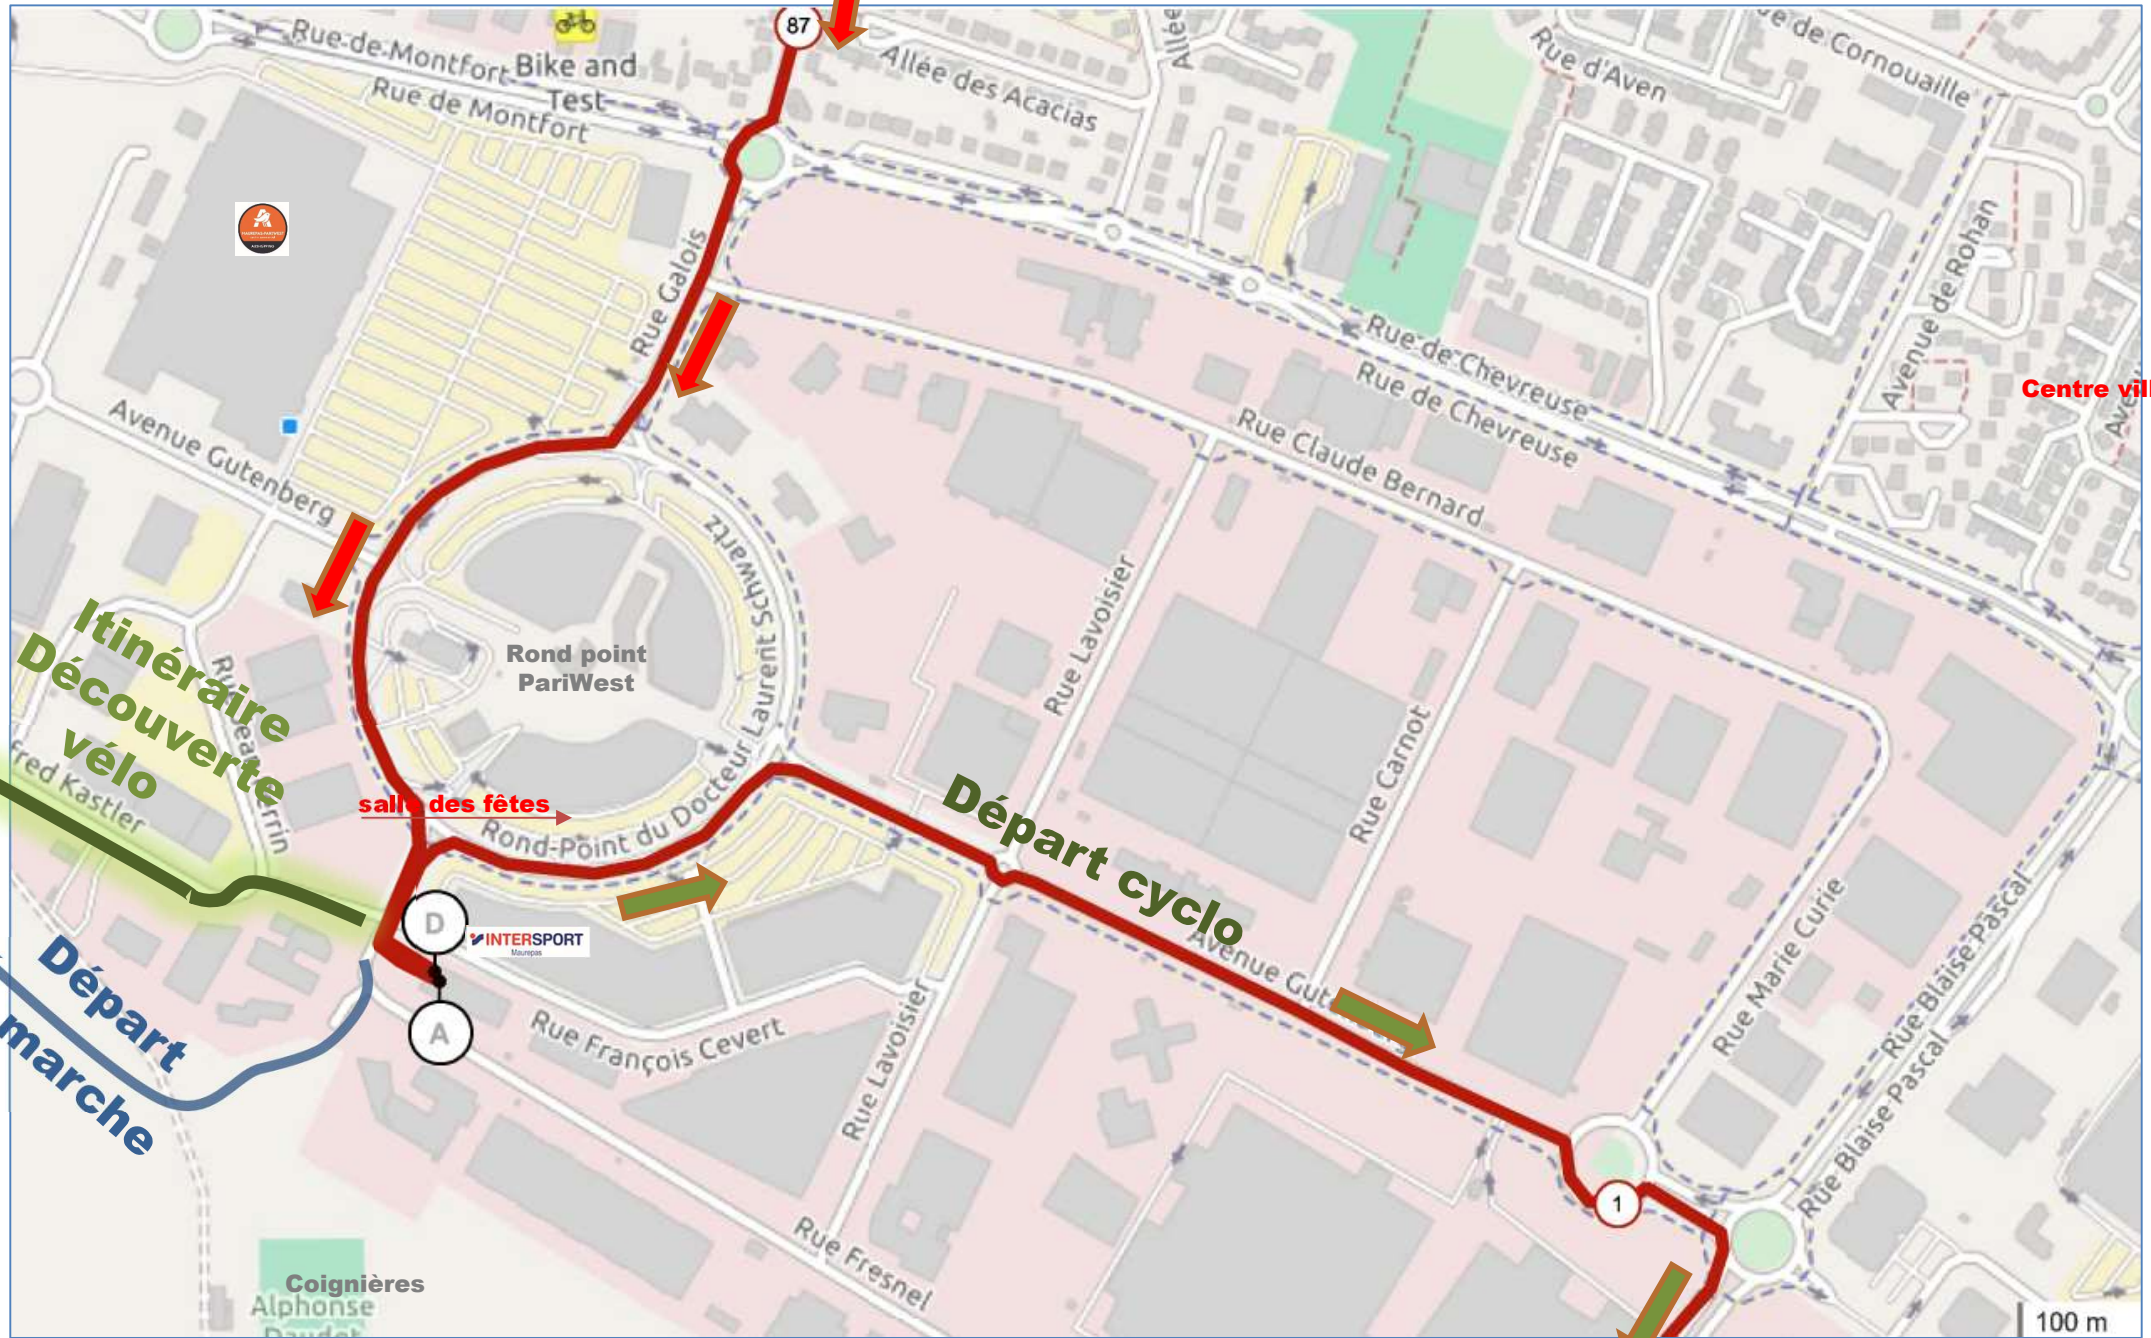 87
Rue de Montfort
Bike and
Test
Rue de Montfort
Allée des Acacias
Allée
Rue d'Aven
de Cornouaille
Avenue de Rohan
Rue Galois
Rue de Chevreuse
Rue de Chevreuse
Centre vill
Avenue Gutenberg
Rue Claude Bernard
Rond-Point du Docteur Laurent Schwartz
Rond point
PariWest
Rue Lavoisier
Rue Carnot
Itinéraire
Découverte
vélo
fred Kastler
salle des fêtes
Départ cyclo
Rue Marie Curie
Rue Blaise Pascal
Rue Blaise Pascal
D
INTERSPORT
Maurepas
Avenue Gutenberg
Départ
marche
A
Rue François Cevert
Rue Lavoisier
1
Rue Fresnel
Coignières
Alphonse
Daudet
100 m